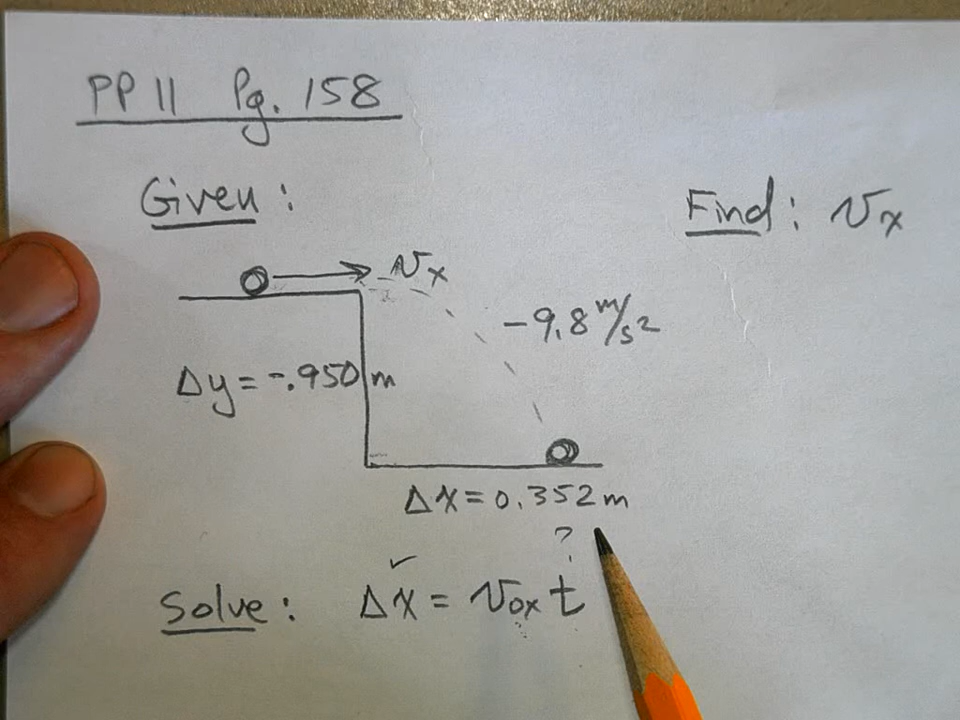 PP 11 Pg. 158
Given:
Find: vx
vx
-9.8 m/s2
Δy = -.950 m
Δx = 0.352 m
✓ ?
Solve: Δx = v0x t
?